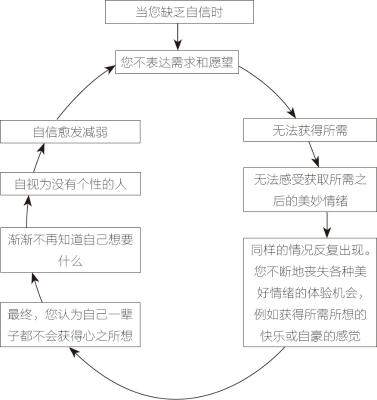 当您缺乏自信时
您不表达需求和愿望
无法获得所需
无法感受获取所需之
后的美妙情绪
同样的情况反复出现。
您不断地丧失各种美
好情绪的体验机会，
例如获得所需所想的
快乐或自豪的感觉
最终，您认为自己一辈
子都不会获得心之所想
渐渐不再知道自己想要
什么
自视为没有个性的人
自信愈发减弱